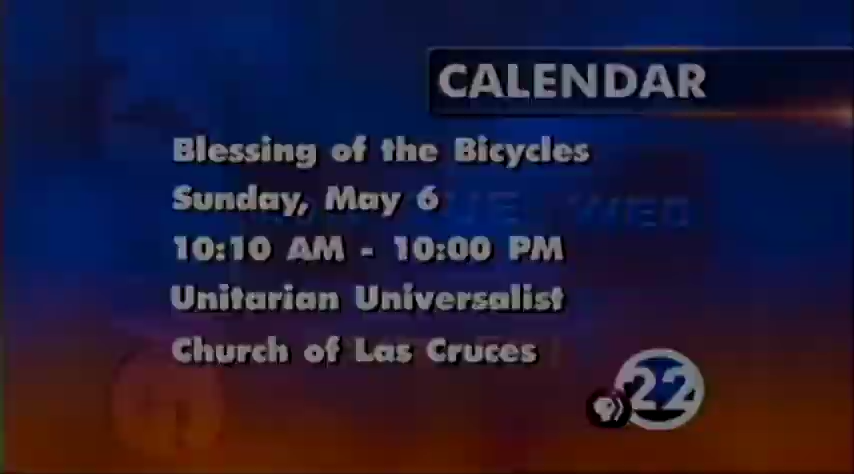 CALENDAR
Blessing of the Bicycles
Sunday, May 6
10:10 AM - 10:00 PM
Unitarian Universalist
Church of Las Cruces
22